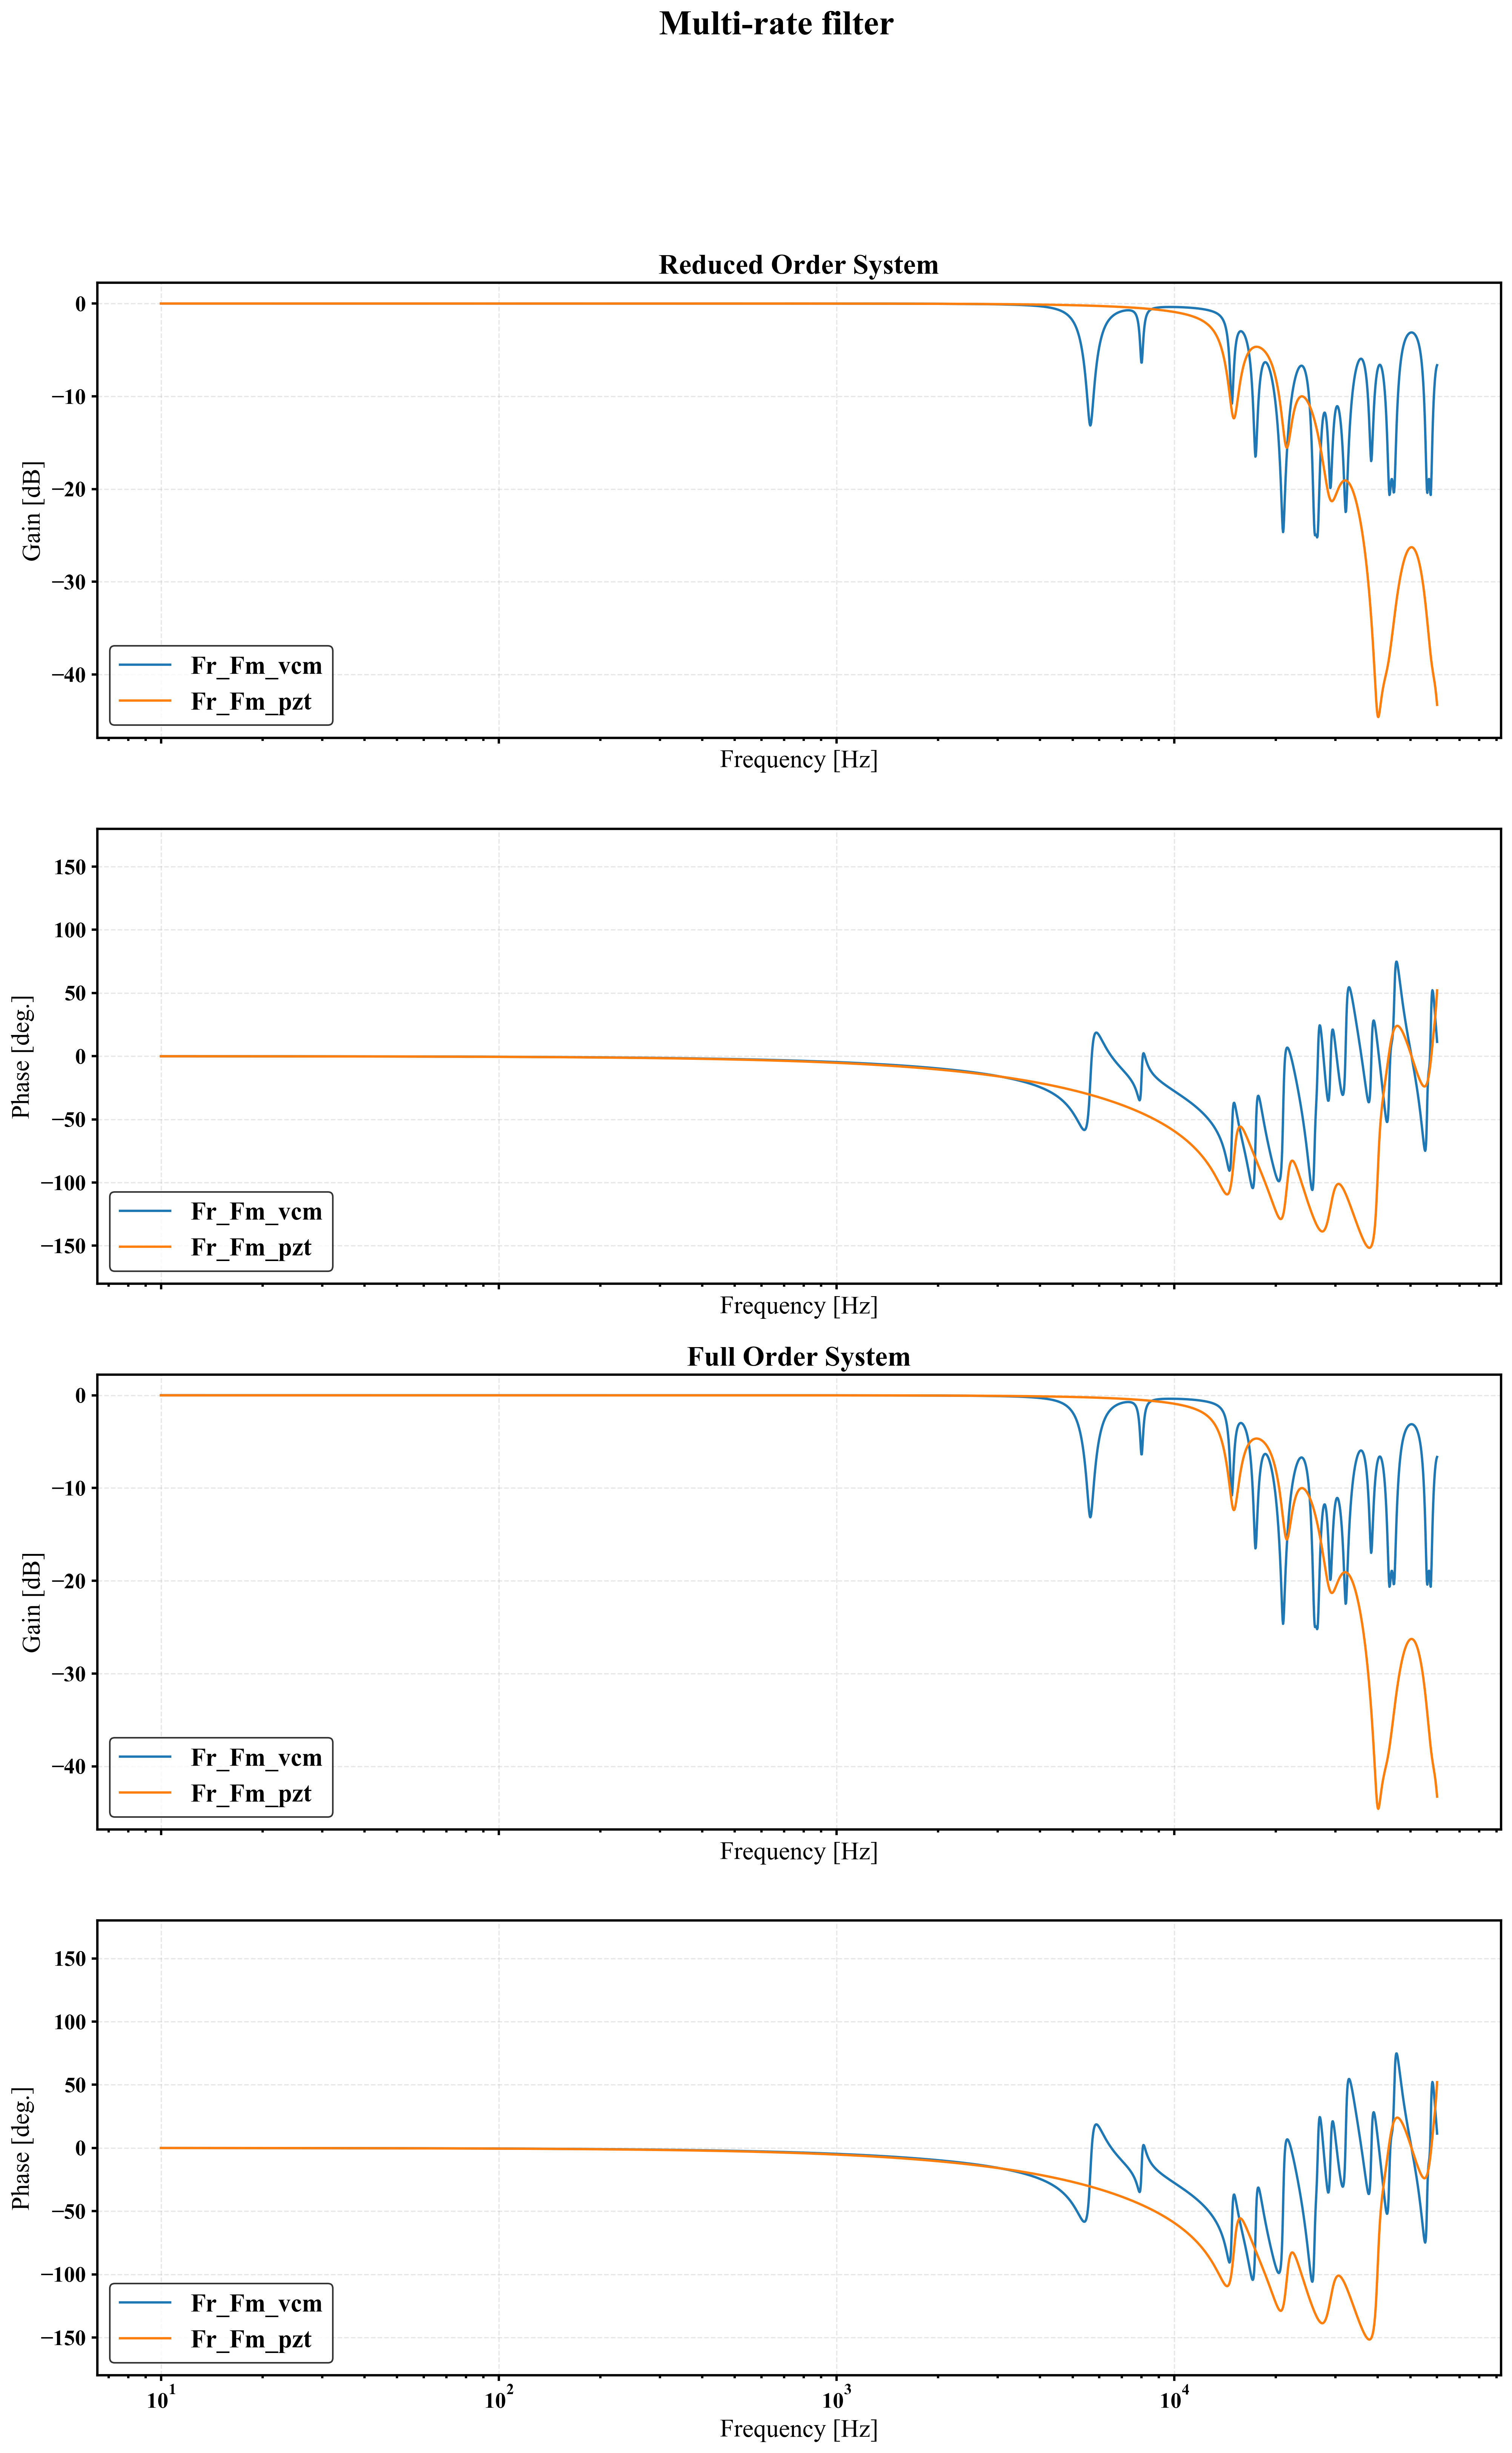 Multi-rate filter
Reduced Order System
0
−10
−20
−30
−40
Gain [dB]
Fr_Fm_vcm
Fr_Fm_pzt
Frequency [Hz]
150
100
50
0
−50
−100
−150
Phase [deg.]
Fr_Fm_vcm
Fr_Fm_pzt
Frequency [Hz]
Full Order System
0
−10
−20
−30
−40
Gain [dB]
Fr_Fm_vcm
Fr_Fm_pzt
Frequency [Hz]
150
100
50
0
−50
−100
−150
Phase [deg.]
Fr_Fm_vcm
Fr_Fm_pzt
10¹ 10² 10³ 10⁴
Frequency [Hz]